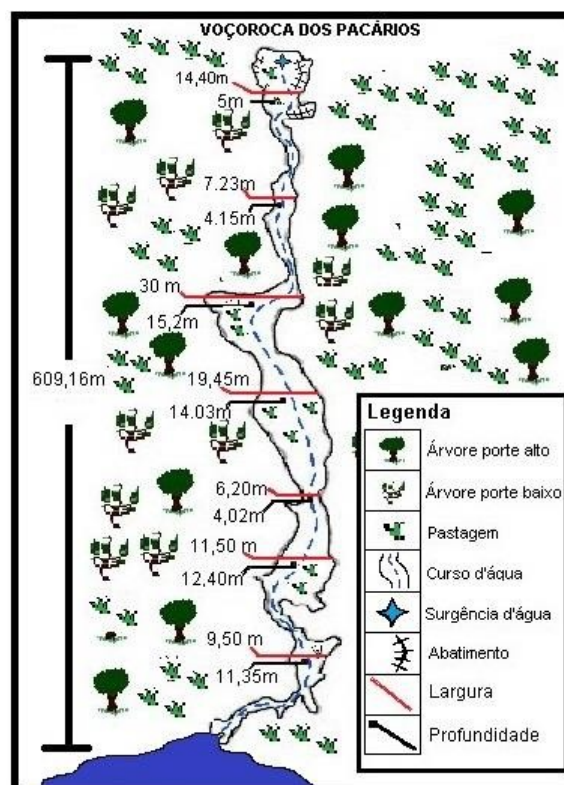 VOÇOROCA DOS PACÁRIOS
14,40m
5m
7.23m
4.15m
30 m
15,2m
609,16m
19,45m
14.03m
6,20m
4,02m
11,50 m
12,40m
9,50 m
11,35m
Legenda
Árvore porte alto
Árvore porte baixo
Pastagem
Curso d'água
Surgência d'água
Abatimento
Largura
Profundidade